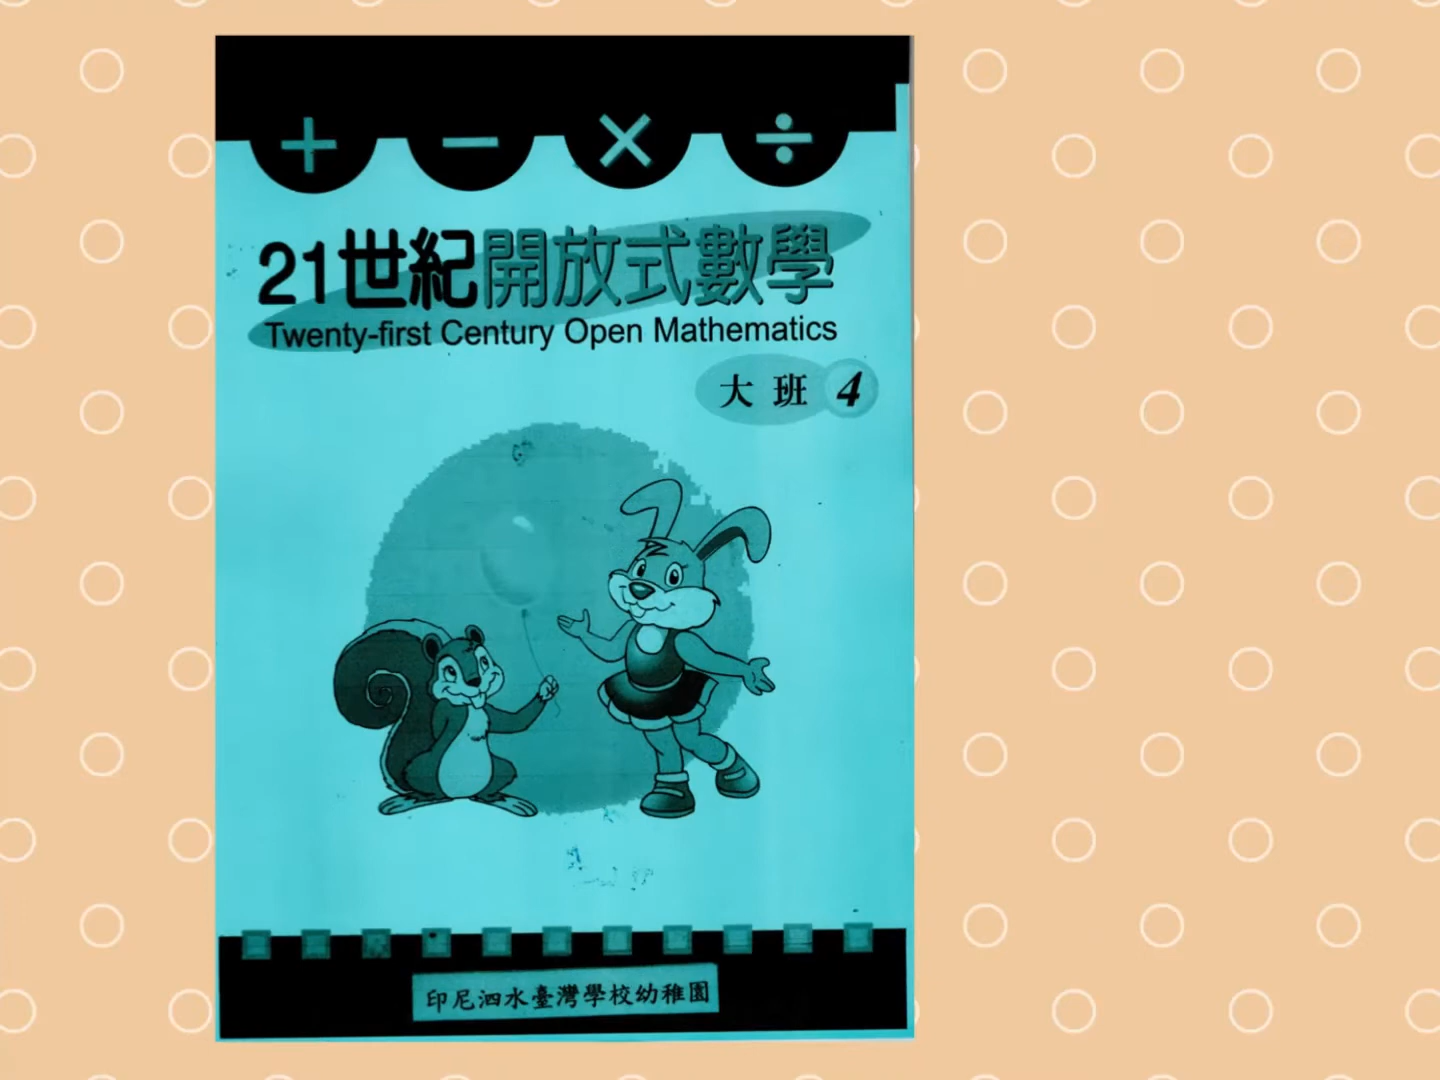 + − × ÷
21世紀開放式數學
Twenty-first Century Open Mathematics
大班 4
印尼泗水臺灣學校幼稚園